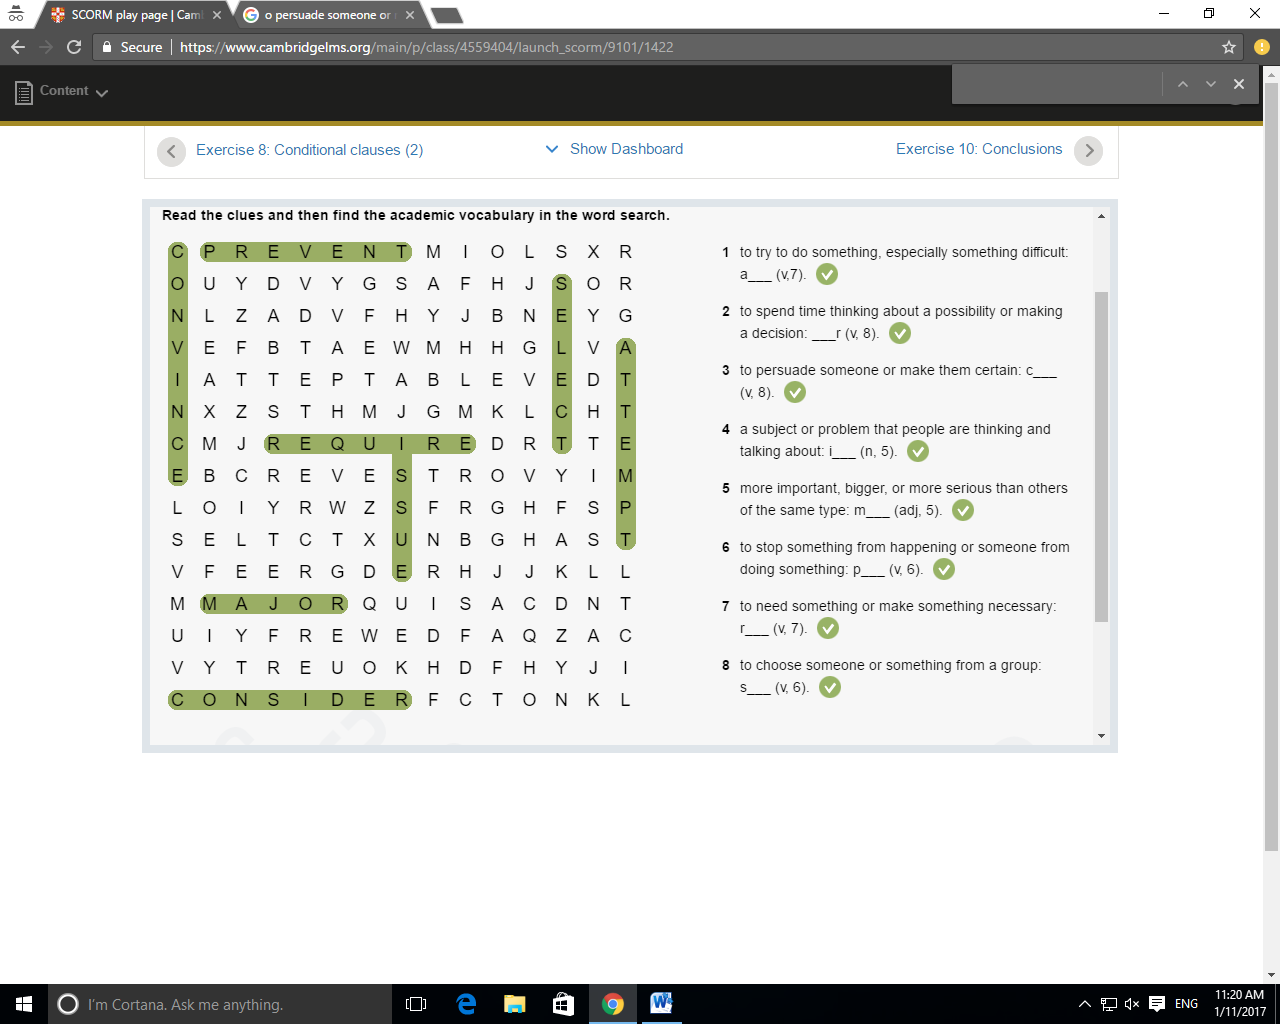 SCORM play page | Cam
o persuade someone or
Secure
https://www.cambridgelms.org/main/p/class/4559404/launch_scorm/9101/1422
Content
Exercise 8: Conditional clauses (2)
Show Dashboard
Exercise 10: Conclusions
Read the clues and then find the academic vocabulary in the word search.
C P R E V E N T M I O L S X R
O U Y D V Y G S A F H J S O R
N L Z A D V F H Y J B N E Y G
V E F B T A E W M H H G L V A
I A T T E P T A B L E V E D T
N X Z S T H M J G M K L C H T
C M J R E Q U I R E D R T T E
E B C R E V E S T R O V Y I M
L O I Y R W Z S F R G H F S P
S E L T C T X U N B G H A S T
V F E E R G D E R H J J K L L
M M A J O R Q U I S A C D N T
U I Y F R E W E D F A Q Z A C
V Y T R E U O K H D F H Y J I
C O N S I D E R F C T O N K L
1 to try to do something, especially something difficult:
a___ (v,7).
2 to spend time thinking about a possibility or making
a decision: ___r (v, 8).
3 to persuade someone or make them certain: c___
(v, 8).
4 a subject or problem that people are thinking and
talking about: i___ (n, 5).
5 more important, bigger, or more serious than others
of the same type: m___ (adj, 5).
6 to stop something from happening or someone from
doing something: p___ (v, 6).
7 to need something or make something necessary:
r___ (v, 7).
8 to choose someone or something from a group:
s___ (v, 6).
I'm Cortana. Ask me anything.
ENG
11:20 AM
1/11/2017